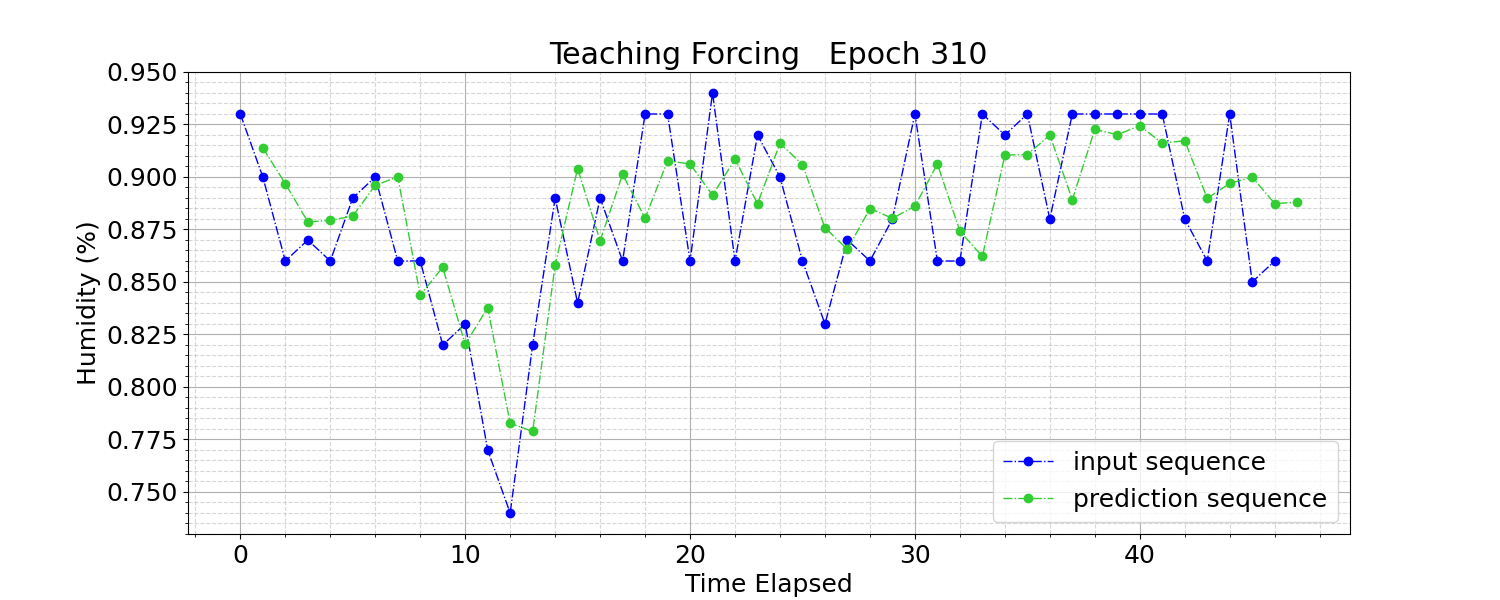 Teaching Forcing   Epoch 310
0.950
0.925
0.900
0.875
0.850
0.825
0.800
0.775
0.750
Humidity (%)
input sequence
prediction sequence
0 10 20 30 40
Time Elapsed